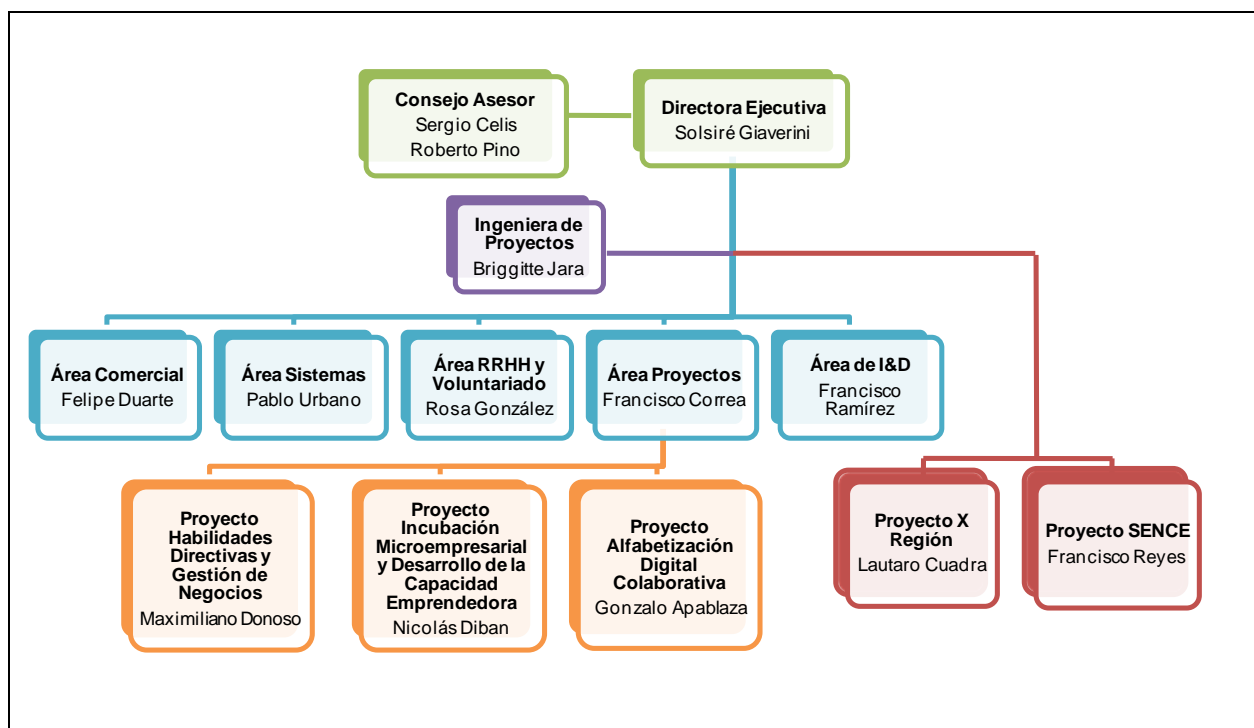 Consejo Asesor
Sergio Celis
Roberto Pino
Directora Ejecutiva
Solsiré Giaverini
Ingeniera de
Proyectos
Briggitte Jara
Área Comercial
Felipe Duarte
Área Sistemas
Pablo Urbano
Área RRHH y
Voluntariado
Rosa González
Área Proyectos
Francisco Correa
Área de I&D
Francisco
Ramírez
Proyecto
Habilidades
Directivas y
Gestión de
Negocios
Maximiliano Donoso
Proyecto
Incubación
Microempresarial
y Desarrollo de la
Capacidad
Emprendedora
Nicolás Diban
Proyecto
Alfabetización
Digital
Colaborativa
Gonzalo Apablaza
Proyecto X
Región
Lautaro Cuadra
Proyecto SENCE
Francisco Reyes